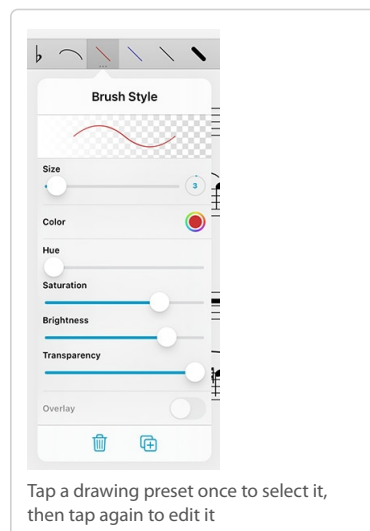 Brush Style
Size
3
Color
Hue
Saturation
Brightness
Transparency
Overlay
Tap a drawing preset once to select it,
then tap again to edit it